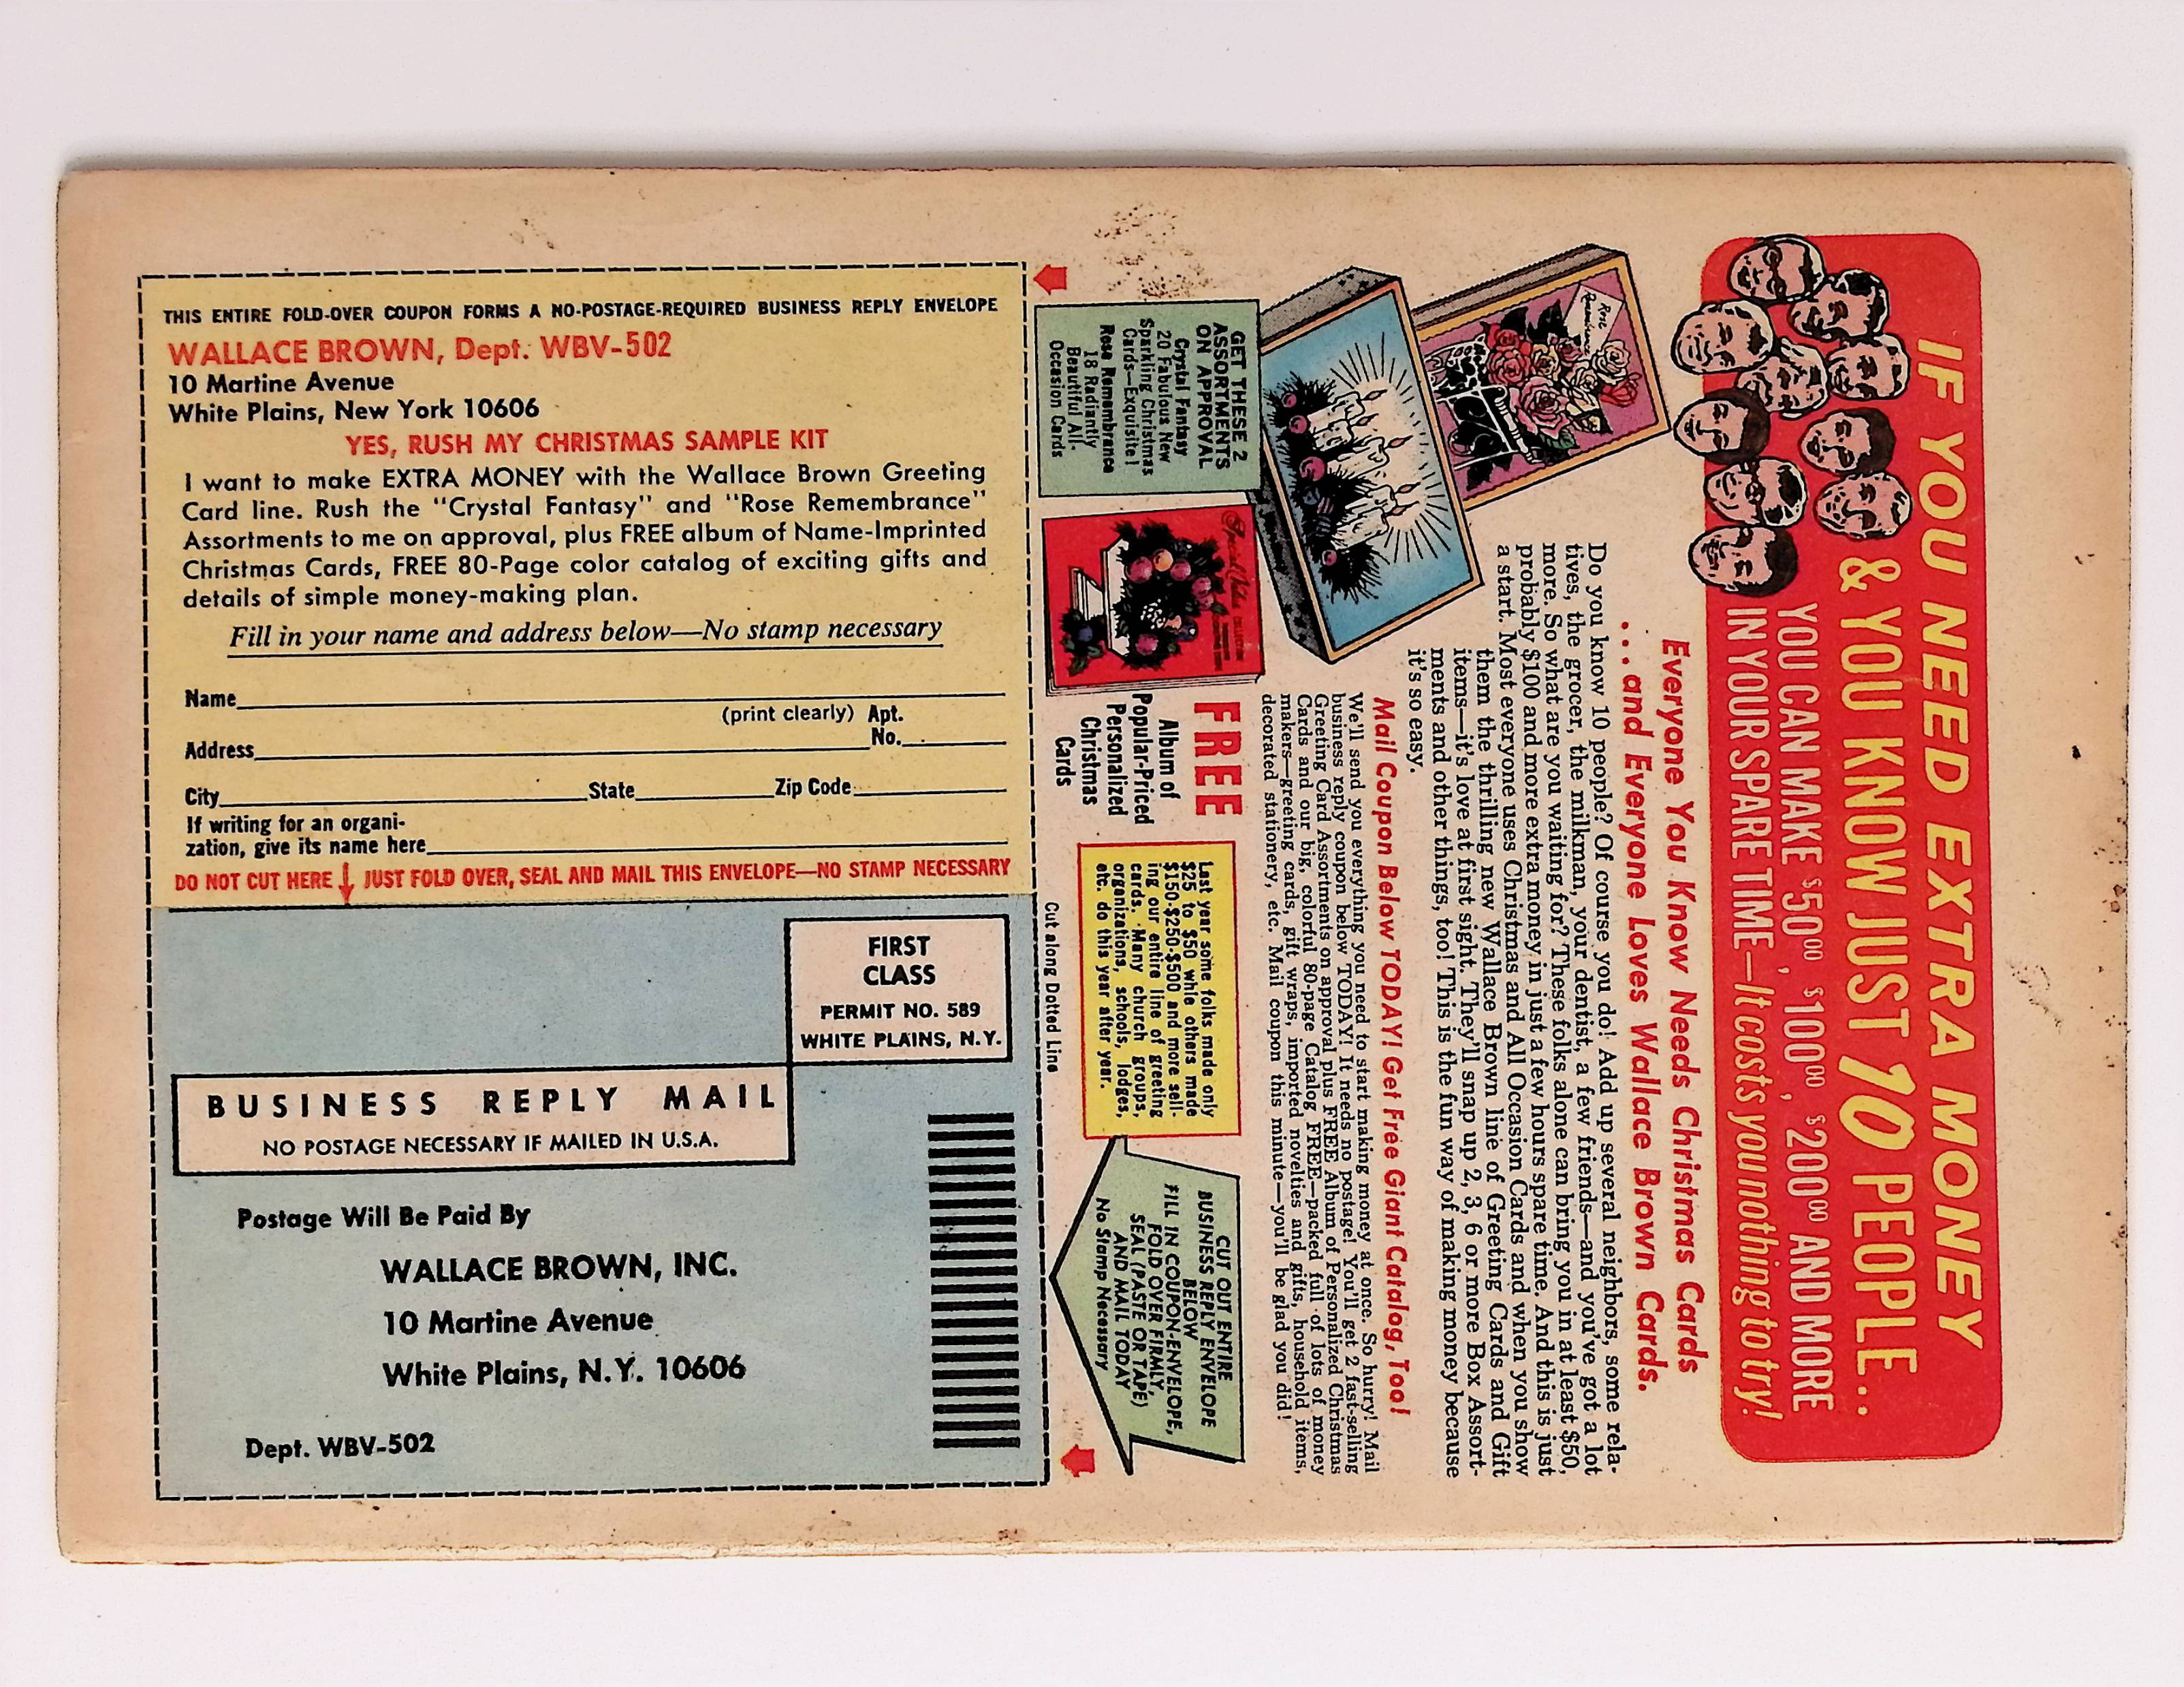 IF YOU NEED EXTRA MONEY
& YOU KNOW JUST 10 PEOPLE...
YOU CAN MAKE $50⁰⁰, $100⁰⁰, $200⁰⁰ AND MORE
IN YOUR SPARE TIME—It costs you nothing to try!
Everyone You Know Needs Christmas Cards
...and Everyone Loves Wallace Brown Cards.
Rose
Remembrance
Do you know 10 people? Of course you do! Add up several neighbors, some rela-
tives, the grocer, the milkman, your dentist, a few friends—and you've got a lot
more. So what are you waiting for? These folks alone can bring you in at least $50,
probably $100 and more extra money in just a few hours spare time. And this is just
a start. Most everyone uses Christmas and All Occasion Cards and when you show
them the thrilling new Wallace Brown line of Greeting Cards and Gift
items—it's love at first sight. They'll snap up 2, 3, 6 or more Box Assort-
ments and other things, too! This is the fun way of making money because
it's so easy.
Mail Coupon Below TODAY! Get Free Giant Catalog, Too!
We'll send you everything you need to start making money at once. So hurry! Mail
business reply coupon below TODAY! It needs no postage! You'll get 2 fast-selling
Greeting Card Assortments on approval plus FREE Album of Personalized Christmas
Cards and our big, colorful 80-page Catalog FREE—packed full of lots of money
makers—greeting cards, gift wraps, imported novelties and gifts, household items,
decorated stationery, etc. Mail coupon this minute—you'll be glad you did!
GET THESE 2
ASSORTMENTS
ON APPROVAL
Crystal Fantasy
20 Fabulous New
Sparkling Christmas
Cards—Exquisite!
Rose Remembrance
18 Radiantly
Beautiful All-
Occasion Cards
FREE
Album of
Popular-Priced
Personalized
Christmas
Cards
Last year some folks made only
$25 to $50 while others made
$150-$250-$500 and more sell-
ing our entire line of greeting
cards. Many church groups,
organizations, schools, lodges,
etc. do this year after year.
CUT OUT ENTIRE
BUSINESS REPLY ENVELOPE
BELOW
FILL IN COUPON-ENVELOPE,
FOLD OVER FIRMLY,
SEAL (PASTE OR TAPE)
AND MAIL TODAY
No Stamp Necessary
Cut along Dotted Line
THIS ENTIRE FOLD-OVER COUPON FORMS A NO-POSTAGE-REQUIRED BUSINESS REPLY ENVELOPE
WALLACE BROWN, Dept. WBV-502
10 Martine Avenue
White Plains, New York 10606
YES, RUSH MY CHRISTMAS SAMPLE KIT
I want to make EXTRA MONEY with the Wallace Brown Greeting
Card line. Rush the "Crystal Fantasy" and "Rose Remembrance"
Assortments to me on approval, plus FREE album of Name-Imprinted
Christmas Cards, FREE 80-Page color catalog of exciting gifts and
details of simple money-making plan.
Fill in your name and address below—No stamp necessary
Name
(print clearly) Apt.
Address No.
City State Zip Code
If writing for an organi-
zation, give its name here
DO NOT CUT HERE JUST FOLD OVER, SEAL AND MAIL THIS ENVELOPE—NO STAMP NECESSARY
FIRST
CLASS
PERMIT NO. 589
WHITE PLAINS, N.Y.
BUSINESS REPLY MAIL
NO POSTAGE NECESSARY IF MAILED IN U.S.A.
Postage Will Be Paid By
WALLACE BROWN, INC.
10 Martine Avenue
White Plains, N.Y. 10606
Dept. WBV-502